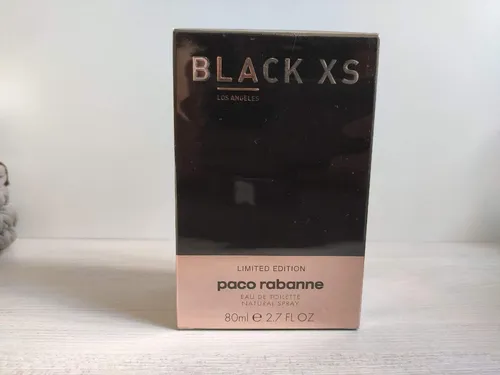 BLACK XS
LOS ANGELES
LIMITED EDITION
paco rabanne
EAU DE TOILETTE
NATURAL SPRAY
80ml ℮ 2.7 FL OZ